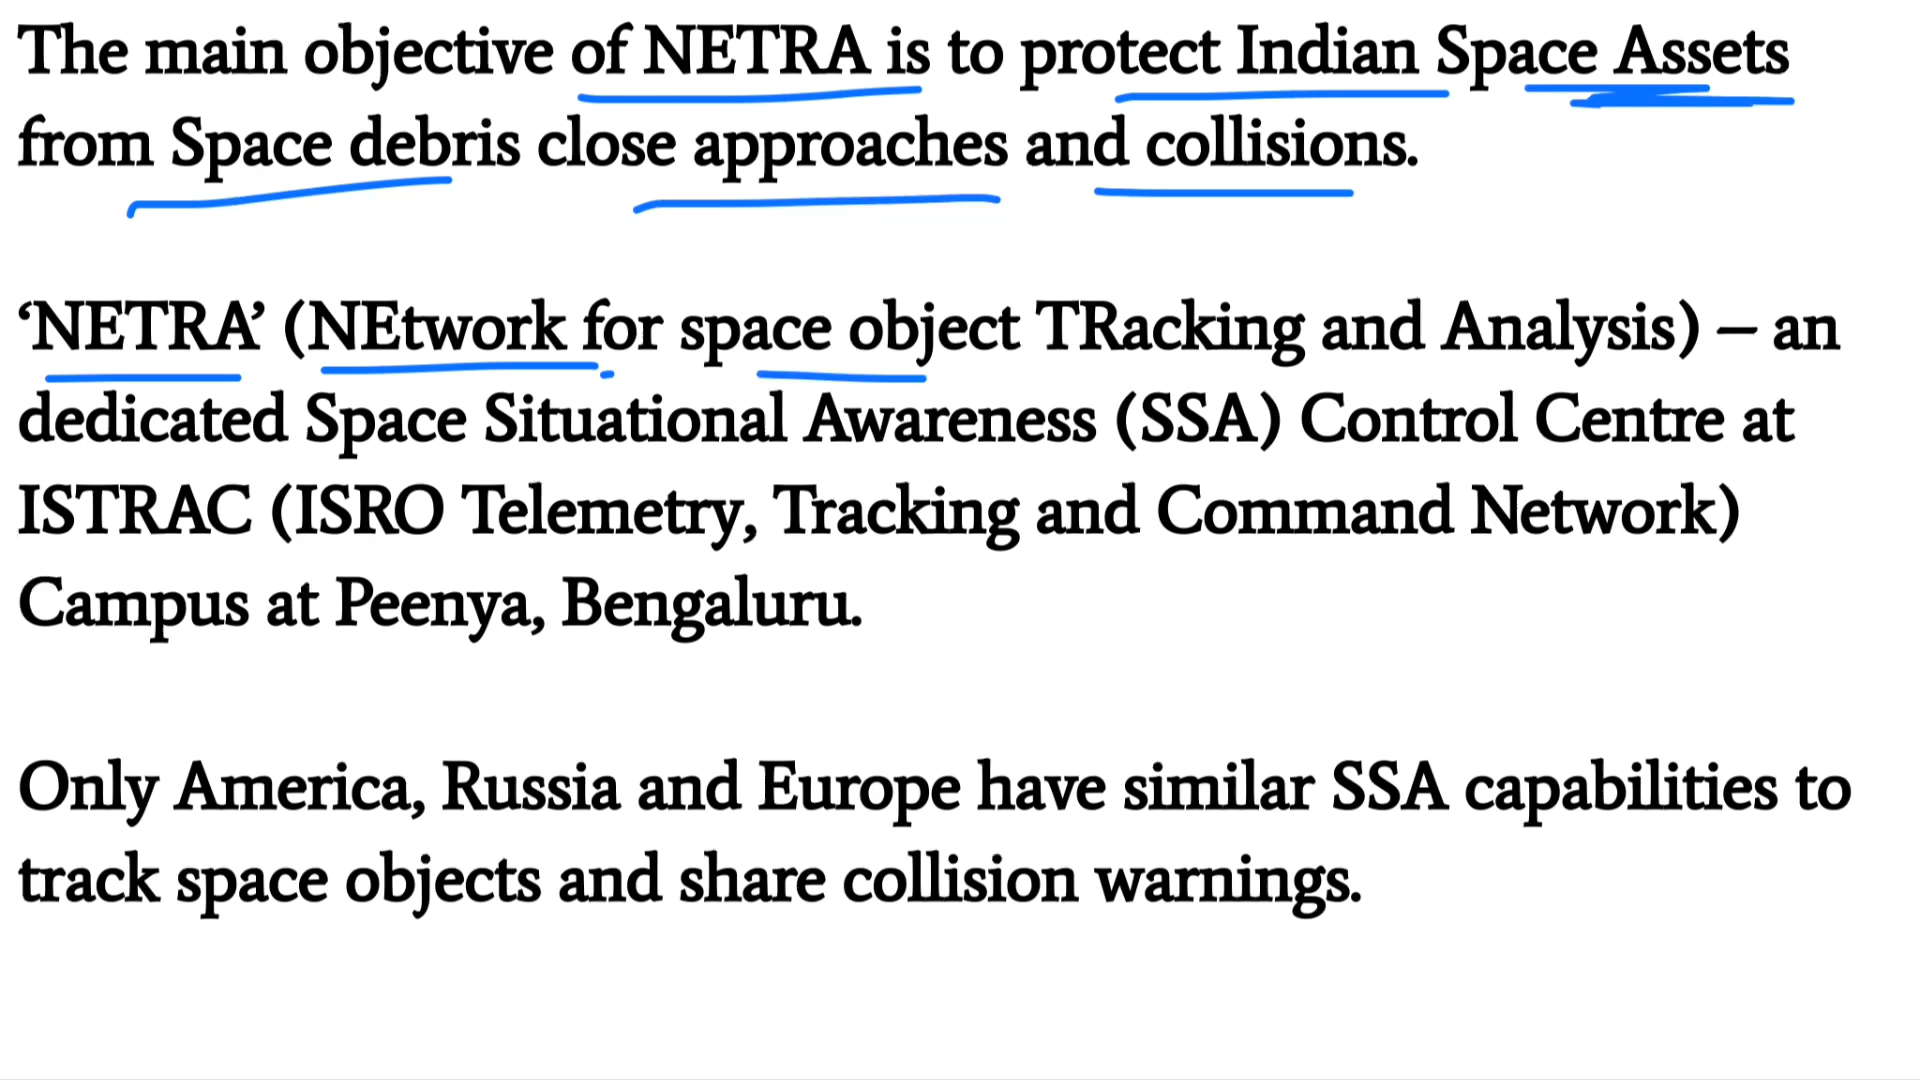 The main objective of NETRA is to protect Indian Space Assets
from Space debris close approaches and collisions.
‘NETRA’ (NEtwork for space object TRacking and Analysis) – an
dedicated Space Situational Awareness (SSA) Control Centre at
ISTRAC (ISRO Telemetry, Tracking and Command Network)
Campus at Peenya, Bengaluru.
Only America, Russia and Europe have similar SSA capabilities to
track space objects and share collision warnings.